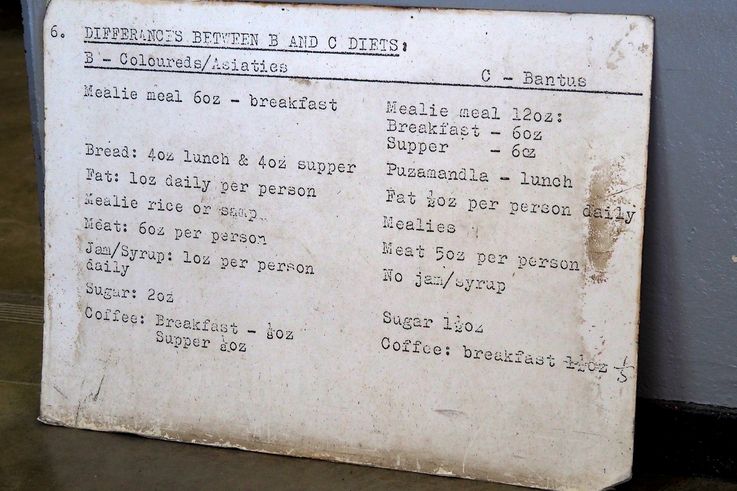 6. DIFFERANCES BETWEEN B AND C DIETS:
B - Coloureds/Asiatics
C - Bantus
Mealie meal 6oz - breakfast
Bread: 4oz lunch & 4oz supper
Fat: 1oz daily per person
Mealie rice or samp.
Meat: 6oz per person
Jam/Syrup: 1oz per person
daily
Sugar: 2oz
Coffee: Breakfast - ¼oz
Supper ¼oz
Mealie meal 12oz:
Breakfast - 6oz
Supper - 6oz
Puzamandla - lunch
Fat ½oz per person daily
Mealies
Meat 5oz per person
No jam/syrup
Sugar 1½oz
Coffee: breakfast